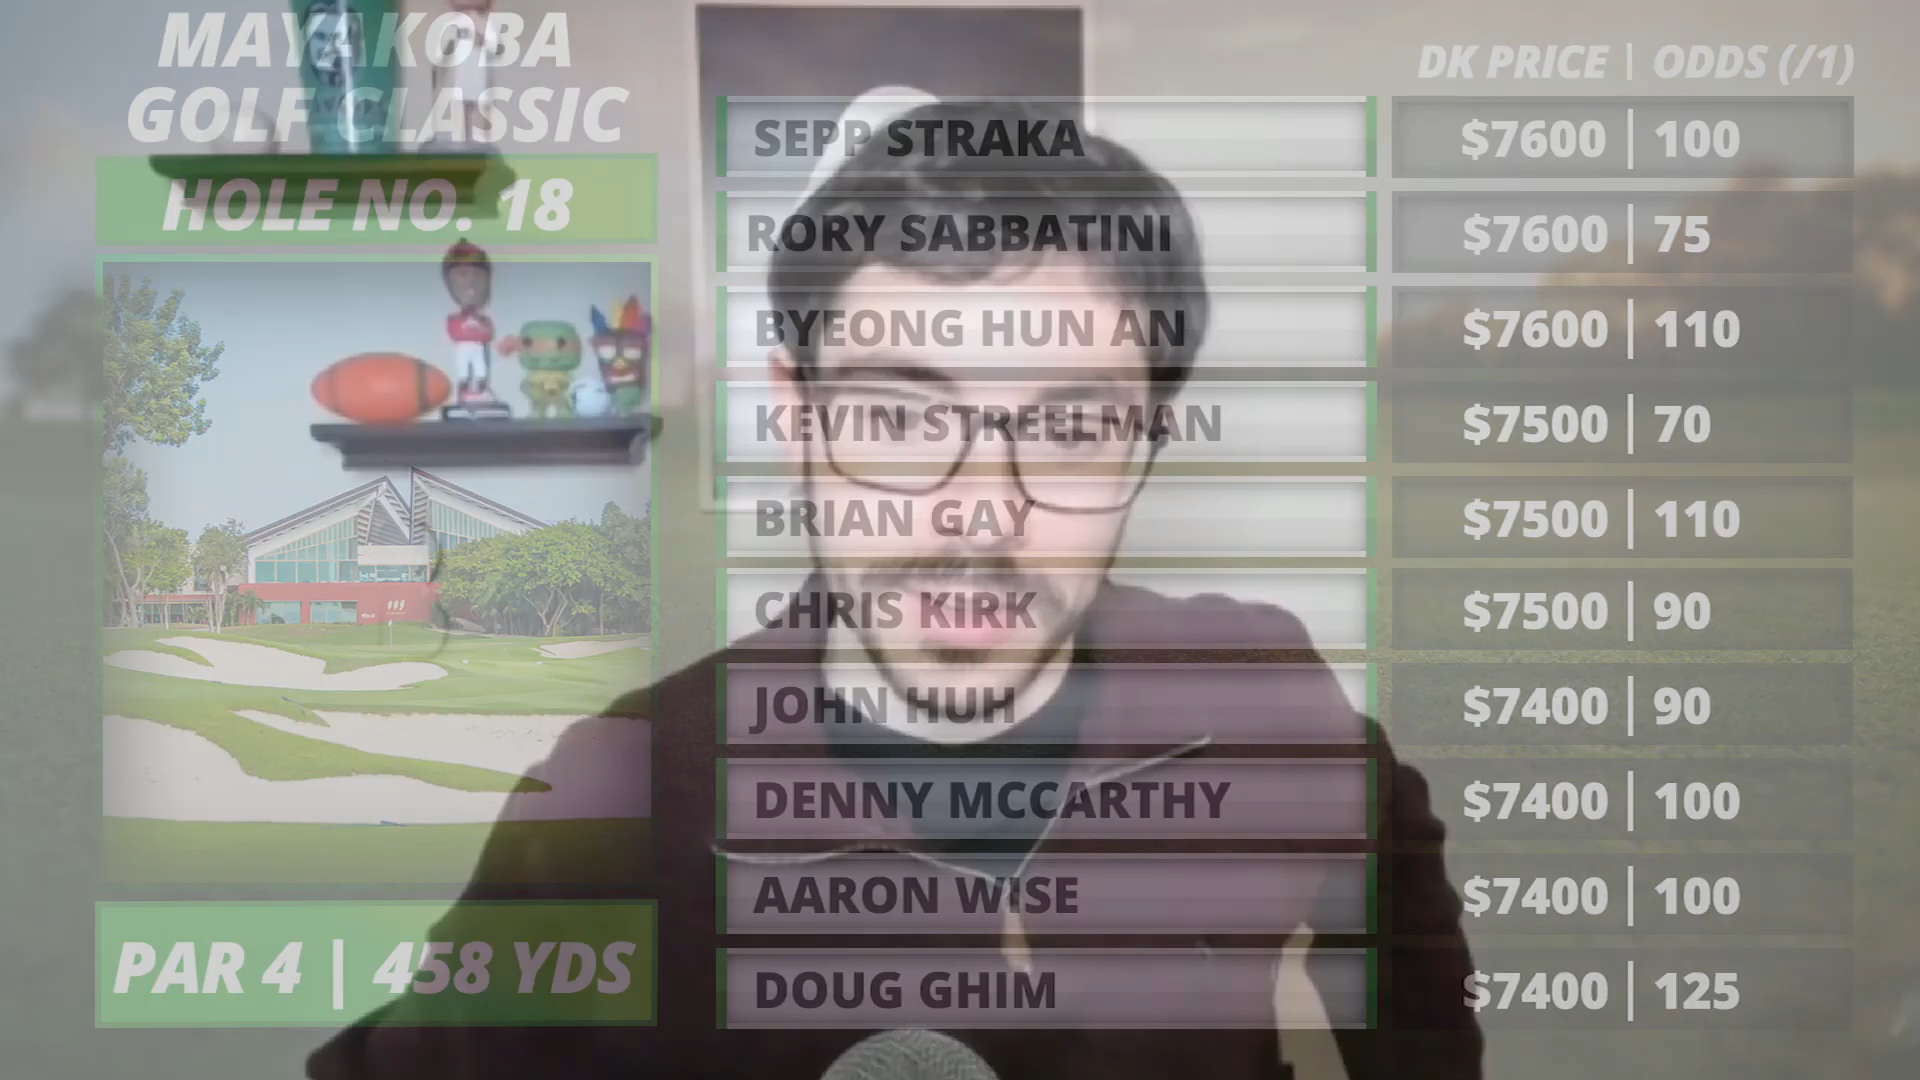 MAYAKOBA
GOLF CLASSIC
HOLE NO. 18
PAR 4 | 458 YDS
DK PRICE | ODDS (/1)
SEPP STRAKA $7600 | 100
RORY SABBATINI $7600 | 75
BYEONG HUN AN $7600 | 110
KEVIN STREELMAN $7500 | 70
BRIAN GAY $7500 | 110
CHRIS KIRK $7500 | 90
JOHN HUH $7400 | 90
DENNY MCCARTHY $7400 | 100
AARON WISE $7400 | 100
DOUG GHIM $7400 | 125